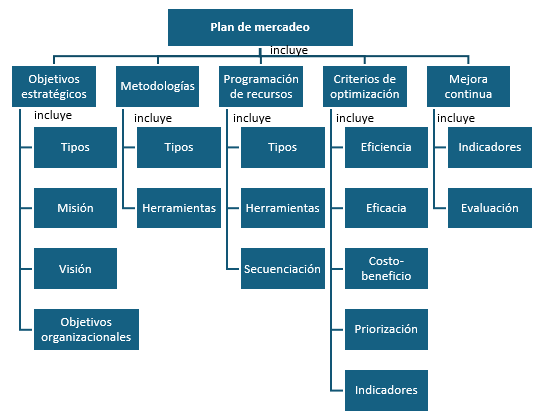 Plan de mercadeo
incluye
Objetivos
estratégicos
Metodologías
Programación
de recursos
Criterios de
optimización
Mejora
continua
incluye
incluye
incluye
incluye
incluye
Tipos
Tipos
Tipos
Eficiencia
Indicadores
Misión
Herramientas
Herramientas
Eficacia
Evaluación
Visión
Secuenciación
Costo-
beneficio
Objetivos
organizacionales
Priorización
Indicadores